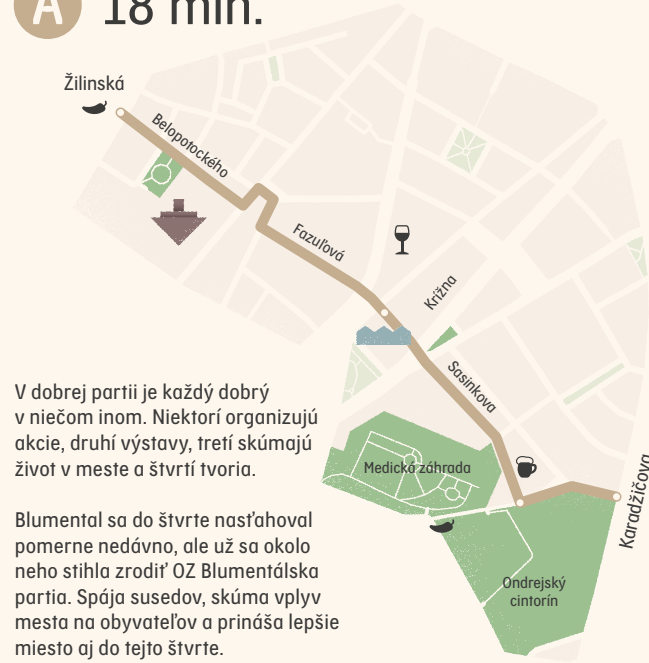 A 18 min.
Žilinská
Belopotockého
Fazuľová
Krížna
Sasinkova
Medická záhrada
Karadžičova
Ondrejský
cintorín
V dobrej partii je každý dobrý
v niečom inom. Niektorí organizujú
akcie, druhí výstavy, tretí skúmajú
život v meste a štvrtí tvoria.
Blumental sa do štvrte nasťahoval
pomerne nedávno, ale už sa okolo
neho stihla zrodiť OZ Blumentálska
partia. Spája susedov, skúma vplyv
mesta na obyvateľov a prináša lepšie
miesto aj do tejto štvrte.